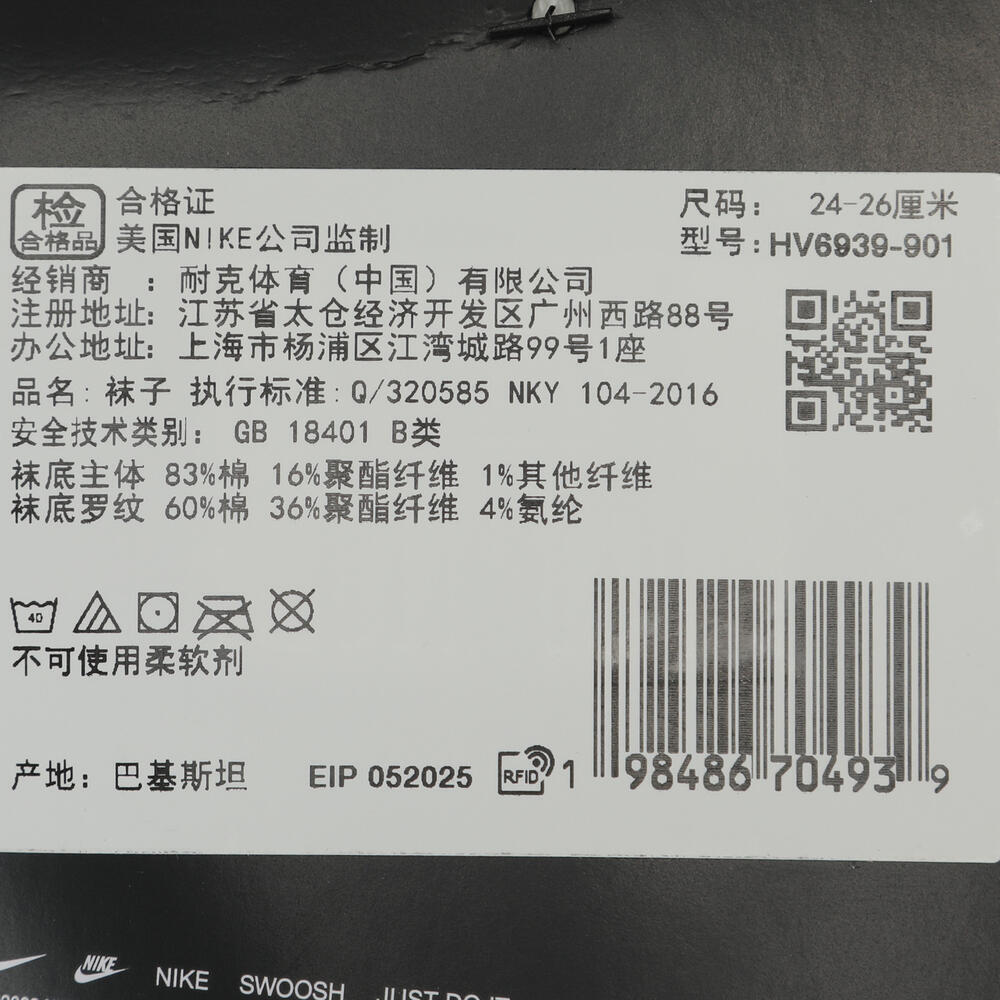 检
合格品
合格证
美国NIKE公司监制
尺码： 24-26厘米
型号：HV6939-901
经销商 ： 耐克体育（中国）有限公司
注册地址： 江苏省太仓经济开发区广州西路88号
办公地址： 上海市杨浦区江湾城路99号1座
品名：袜子 执行标准：Q/320585 NKY 104-2016
安全技术类别： GB 18401 B类
袜底主体 83%棉 16%聚酯纤维 1%其他纤维
袜底罗纹 60%棉 36%聚酯纤维 4%氨纶
40
不可使用柔软剂
产地： 巴基斯坦 EIP 052025 RFID 1 98486 70493 9
NIKE NIKE SWOOSH JUST DO IT